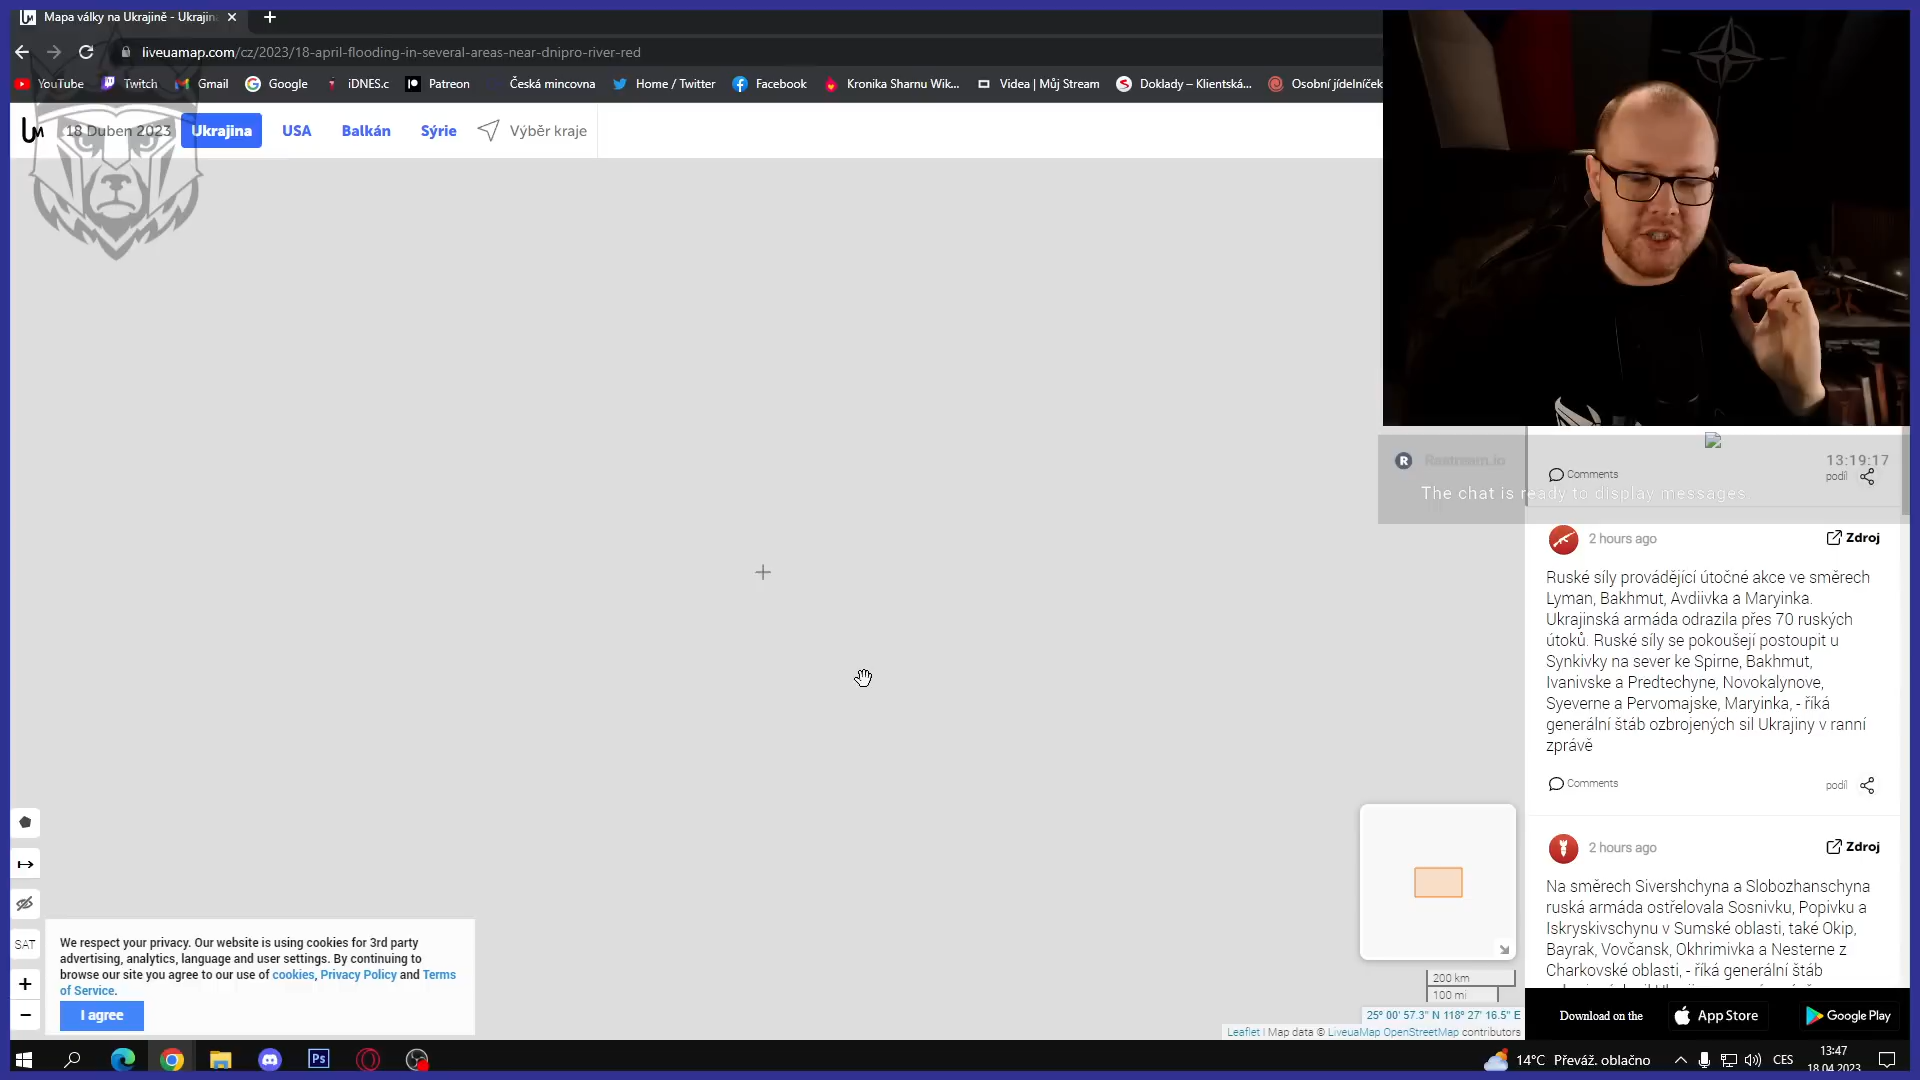 Mapa války na Ukrajině - Ukrajin
liveuamap.com/cz/2023/18-april-flooding-in-several-areas-near-dnipro-river-red
YouTube Twitch Gmail Google iDNES.c Patreon Česká mincovna Home / Twitter Facebook Kronika Sharnu Wik... Videa | Můj Stream Doklady – Klientská... Osobní jídelníček
18 Duben 2023 Ukrajina USA Balkán Sýrie Výběr kraje
R Restream.io 13:19:17
Comments podíl
The chat is ready to display messages.
2 hours ago Zdroj
Ruské síly provádějící útočné akce ve směrech
Lyman, Bakhmut, Avdiivka a Maryinka.
Ukrajinská armáda odrazila přes 70 ruských
útoků. Ruské síly se pokoušejí postoupit u
Synkivky na sever ke Spirne, Bakhmut,
Ivanivske a Predtechyne, Novokalynove,
Syeverne a Pervomajske, Maryinka, - říká
generální štáb ozbrojených sil Ukrajiny v ranní
zprávě
Comments podíl
2 hours ago Zdroj
Na směrech Sivershchyna a Slobozhanschyna
ruská armáda ostřelovala Sosnivku, Popivku a
Iskryskivschynu v Sumské oblasti, také Okip,
Bayrak, Vovčansk, Okhrimivka a Nesterne z
Charkovské oblasti, - říká generální štáb
SAT
+
−
We respect your privacy. Our website is using cookies for 3rd party
advertising, analytics, language and user settings. By continuing to
browse our site you agree to our use of cookies, Privacy Policy and Terms
of Service.
I agree
200 km
100 mi
25° 00' 57.3" N 118° 27' 16.5" E
Leaflet | Map data © LiveuaMap OpenStreetMap contributors
Download on the App Store Google Play
14°C Převáž. oblačno CES 13:47
18.04.2023